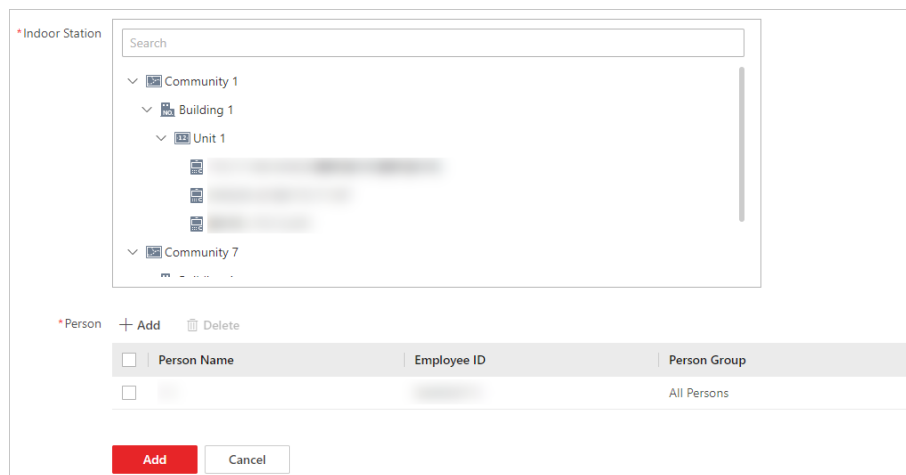 *Indoor Station
Search
Community 1
Building 1
Unit 1
Community 7
*Person + Add Delete
Person Name Employee ID Person Group
All Persons
Add Cancel